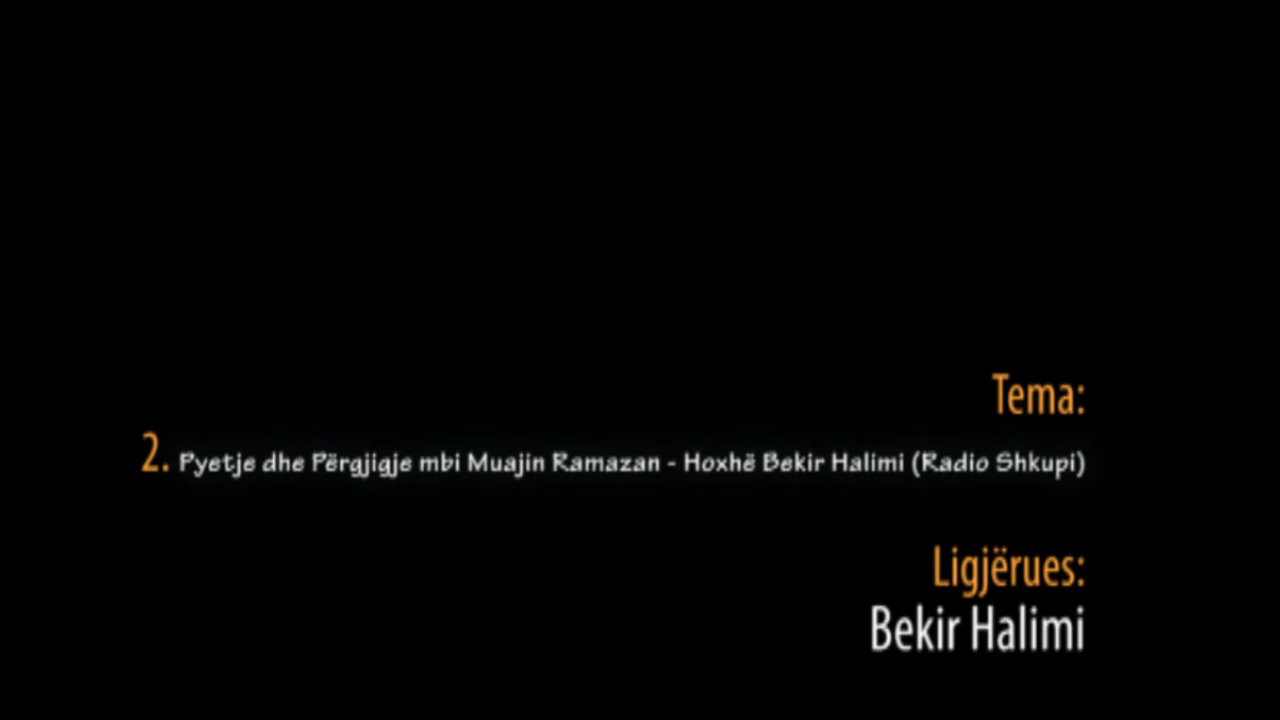 Tema:
2. Pyetje dhe Përgjigje mbi Muajin Ramazan - Hoxhë Bekir Halimi (Radio Shkupi)
Ligjërues:
Bekir Halimi